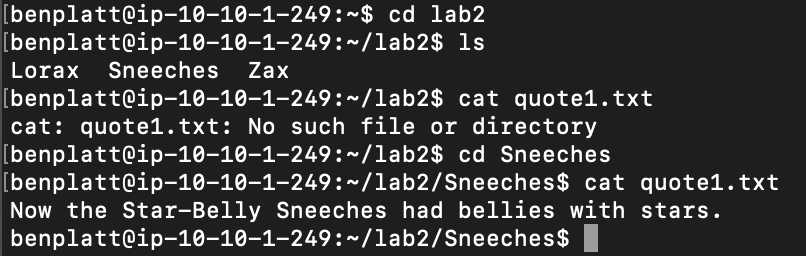 [benplatt@ip-10-10-1-249:~$ cd lab2
[benplatt@ip-10-10-1-249:~/lab2$ ls
Lorax  Sneeches  Zax
[benplatt@ip-10-10-1-249:~/lab2$ cat quote1.txt
cat: quote1.txt: No such file or directory
[benplatt@ip-10-10-1-249:~/lab2$ cd Sneeches
[benplatt@ip-10-10-1-249:~/lab2/Sneeches$ cat quote1.txt
Now the Star-Belly Sneeches had bellies with stars.
benplatt@ip-10-10-1-249:~/lab2/Sneeches$